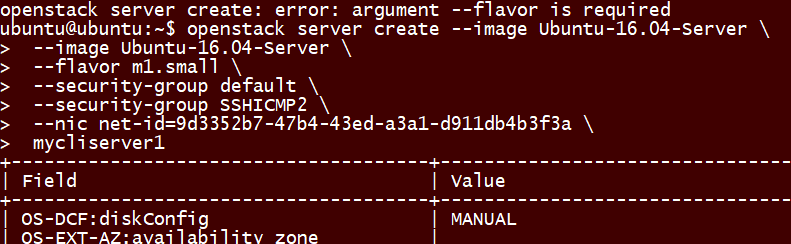 openstack server create: error: argument --flavor is required
ubuntu@ubuntu:~$ openstack server create --image Ubuntu-16.04-Server \
>  --image Ubuntu-16.04-Server \
>  --flavor m1.small \
>  --security-group default \
>  --security-group SSHICMP2 \
>  --nic net-id=9d3352b7-47b4-43ed-a3a1-d911db4b3f3a \
>  mycliserver1
+--------------------------------------+--------------------------------
| Field                                | Value
+--------------------------------------+--------------------------------
| OS-DCF:diskConfig                    | MANUAL
| OS-EXT-AZ:availability_zone          |